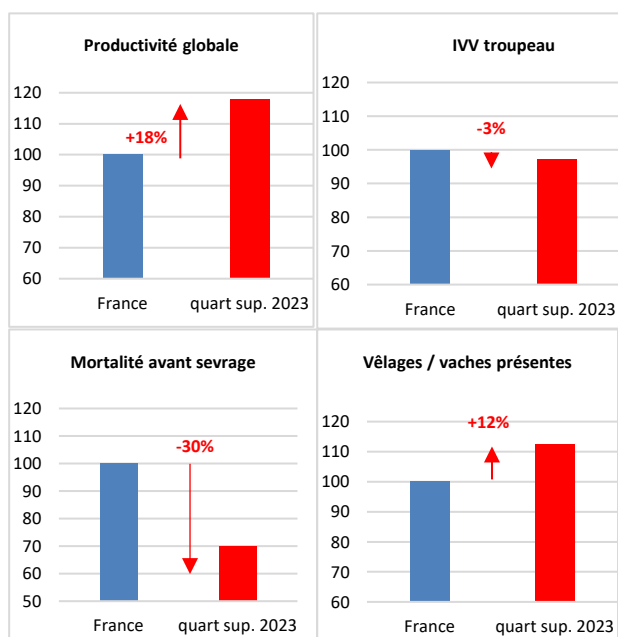 Productivité globale
120
110
100
90
80
70
60
+18%
France
quart sup. 2023
IVV troupeau
120
110
100
90
80
70
60
-3%
France
quart sup. 2023
Mortalité avant sevrage
120
110
100
90
80
70
60
50
-30%
France
quart sup. 2023
Vêlages / vaches présentes
120
110
100
90
80
70
60
+12%
France
quart sup. 2023